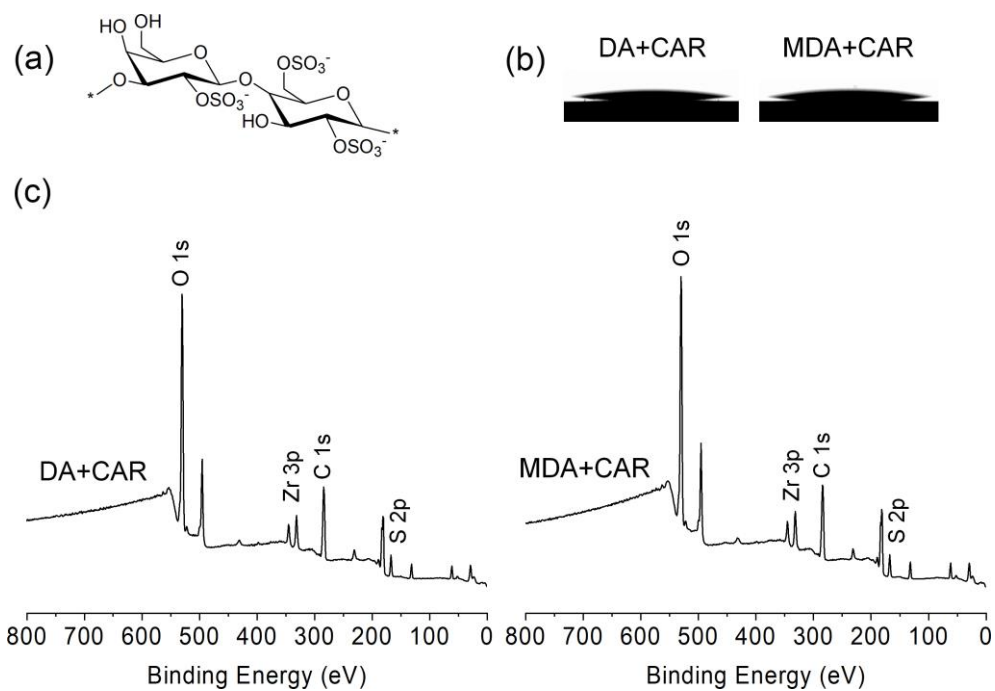 (a)
HO OH
O
O
OSO₃⁻
*
O
OSO₃⁻
O
HO
OSO₃⁻
*
(b)
DA+CAR
MDA+CAR
(c)
DA+CAR
O 1s
Zr 3p
C 1s
S 2p
800 700 600 500 400 300 200 100 0
Binding Energy (eV)
MDA+CAR
O 1s
Zr 3p
C 1s
S 2p
800 700 600 500 400 300 200 100 0
Binding Energy (eV)